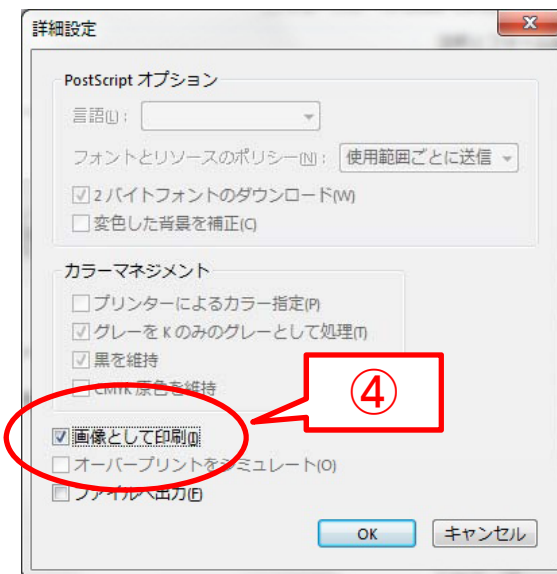 詳細設定
PostScript オプション
言語(L):
フォントとリソースのポリシー(N): 使用範囲ごとに送信
2 バイトフォントのダウンロード(W)
変色した背景を補正(C)
カラーマネジメント
プリンターによるカラー指定(P)
グレーを K のみのグレーとして処理(T)
黒を維持
CMYK 原色を維持
④
画像として印刷(I)
オーバープリントをシミュレート(O)
ファイルへ出力(F)
OK キャンセル